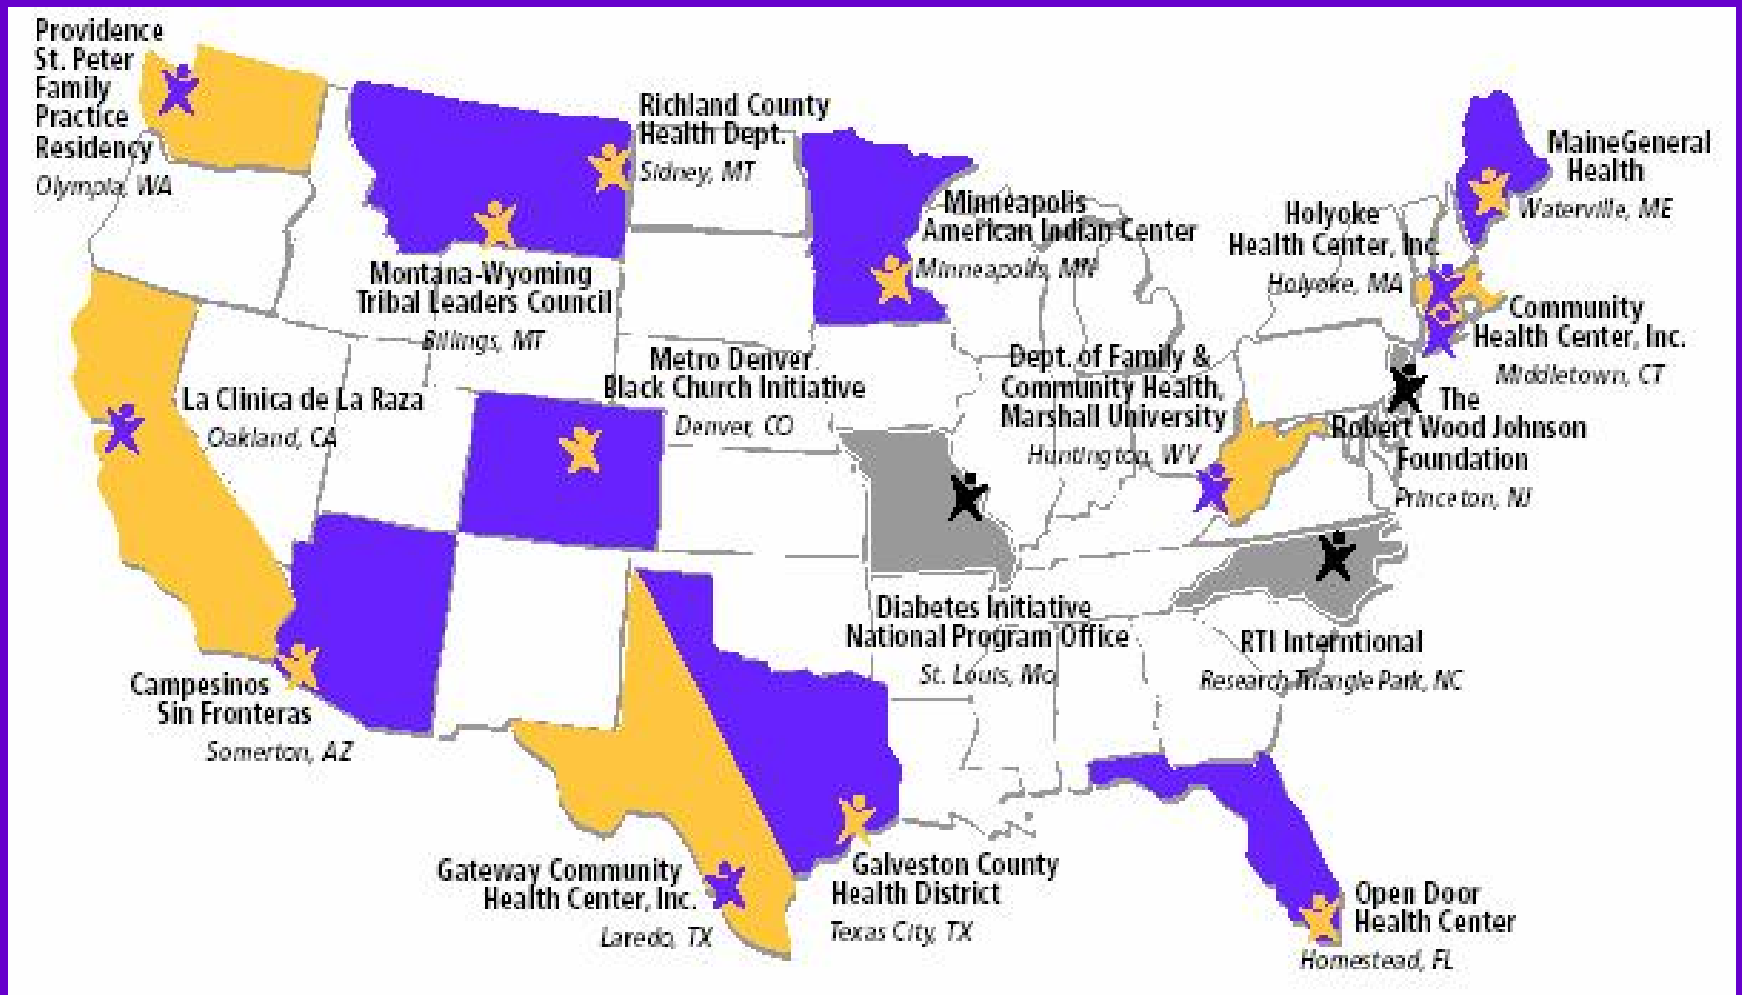 Providence
St. Peter
Family
Practice
Residency
Olympia, WA
Richland County
Health Dept.
Sidney, MT
Montana-Wyoming
Tribal Leaders Council
Billings, MT
Minneapolis
American Indian Center
Minneapolis, MN
MaineGeneral
Health
Waterville, ME
Holyoke
Health Center, Inc.
Holyoke, MA
Community
Health Center, Inc.
Middletown, CT
Metro Denver
Black Church Initiative
Denver, CO
Dept. of Family &
Community Health,
Marshall University
Huntington, WV
La Clinica de La Raza
Oakland, CA
The
Robert Wood Johnson
Foundation
Princeton, NJ
Diabetes Initiative
National Program Office
St. Louis, Mo
RTI Interntional
Research Triangle Park, NC
Campesinos
Sin Fronteras
Somerton, AZ
Gateway Community
Health Center, Inc.
Laredo, TX
Galveston County
Health District
Texas City, TX
Open Door
Health Center
Homestead, FL